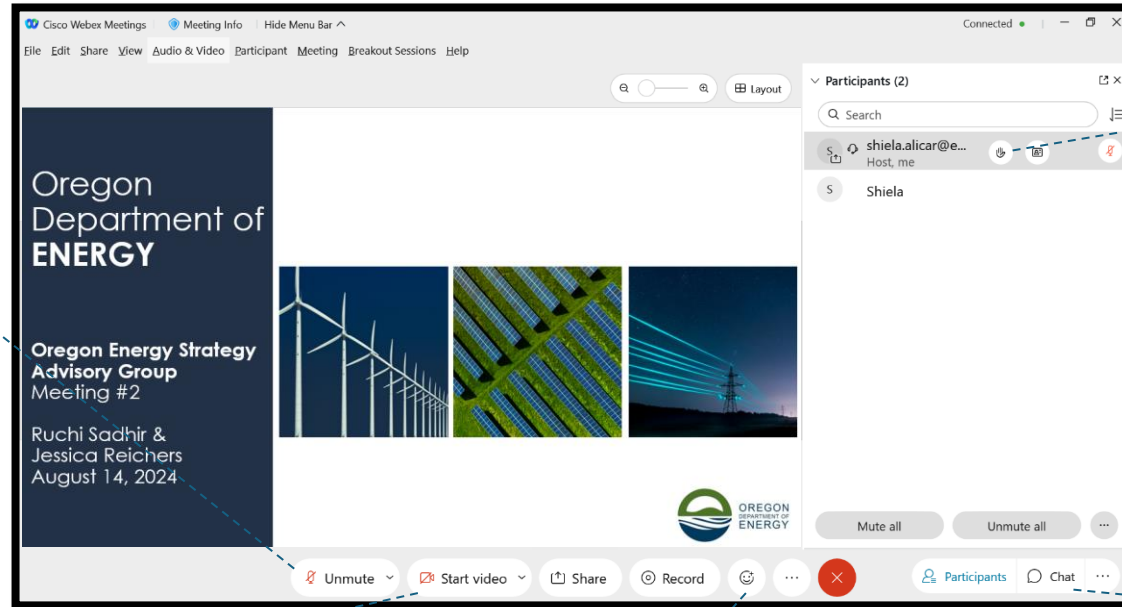 Cisco Webex Meetings Meeting Info Hide Menu Bar Connected
File Edit Share View Audio & Video Participant Meeting Breakout Sessions Help
Layout
Participants (2)
Search
S shiela.alicar@e...
Host, me
S Shiela
Oregon
Department of
ENERGY
Oregon Energy Strategy
Advisory Group
Meeting #2
Ruchi Sadhir &
Jessica Reichers
August 14, 2024
OREGON
DEPARTMENT OF
ENERGY
Mute all Unmute all ...
Unmute Start video Share Record ... Participants Chat ...